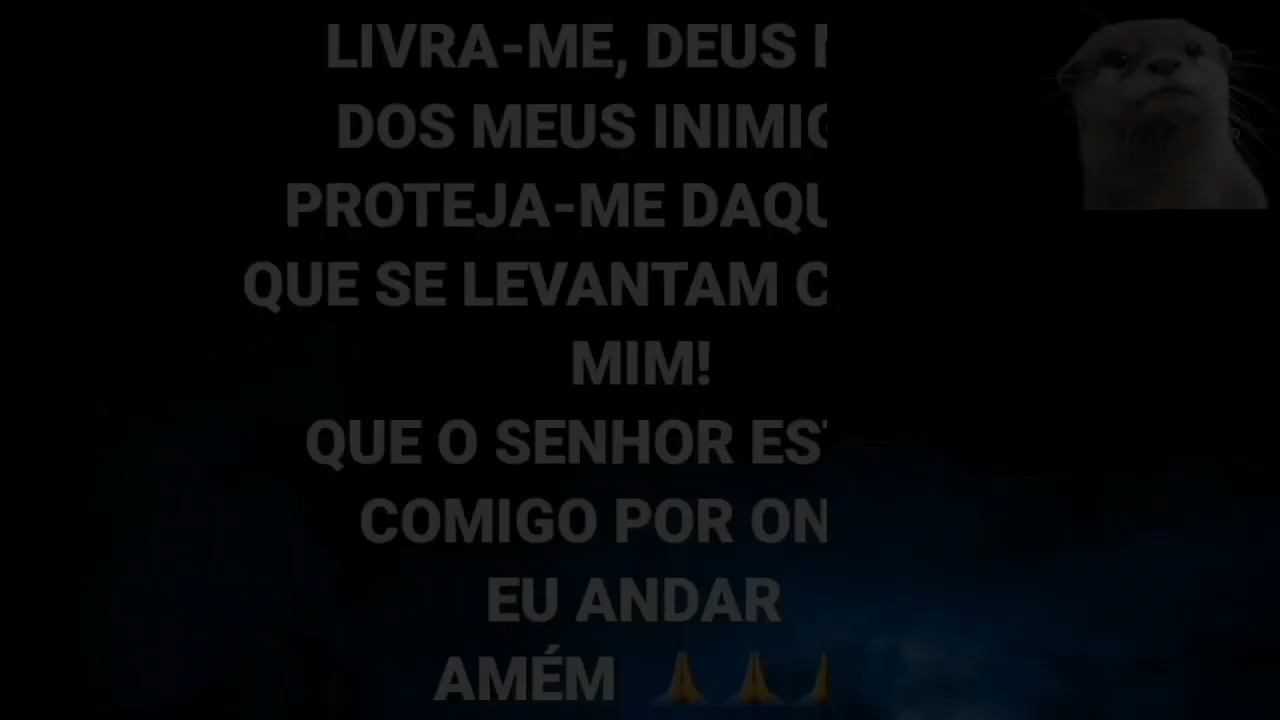 LIVRA-ME, DEUS
DOS MEUS
PROTEJA-ME
QUE SE LEVANTAM
MIM!
QUE O SENHOR
COMIGO POR
EU ANDAR
AMÉM 🙏🙏